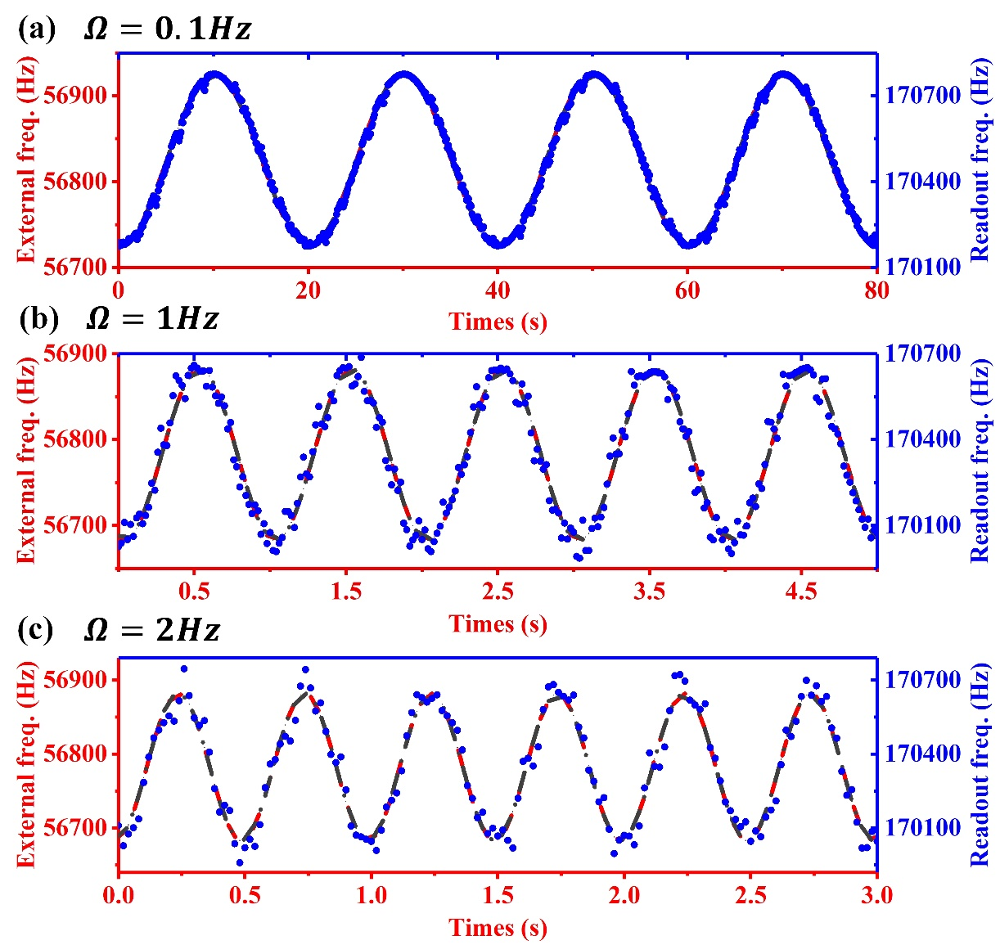 (a) Ω = 0.1Hz
External freq. (Hz)
56900
56800
56700
170700
170400
170100
Readout freq. (Hz)
0 20 40 60 80
Times (s)
(b) Ω = 1Hz
External freq. (Hz)
56900
56800
56700
170700
170400
170100
Readout freq. (Hz)
0.5 1.5 2.5 3.5 4.5
Times (s)
(c) Ω = 2Hz
External freq. (Hz)
56900
56800
56700
170700
170400
170100
Readout freq. (Hz)
0.0 0.5 1.0 1.5 2.0 2.5 3.0
Times (s)